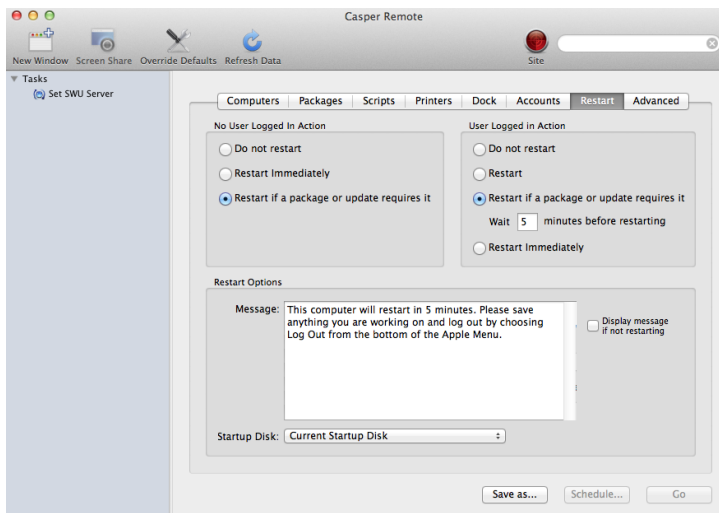 Casper Remote
New Window Screen Share Override Defaults Refresh Data Site
Tasks
Set SWU Server
Computers Packages Scripts Printers Dock Accounts Restart Advanced
No User Logged In Action
Do not restart
Restart Immediately
Restart if a package or update requires it
User Logged in Action
Do not restart
Restart
Restart if a package or update requires it
Wait 5 minutes before restarting
Restart Immediately
Restart Options
Message: This computer will restart in 5 minutes. Please save
anything you are working on and log out by choosing
Log Out from the bottom of the Apple Menu.
Display message
if not restarting
Startup Disk: Current Startup Disk
Save as... Schedule... Go